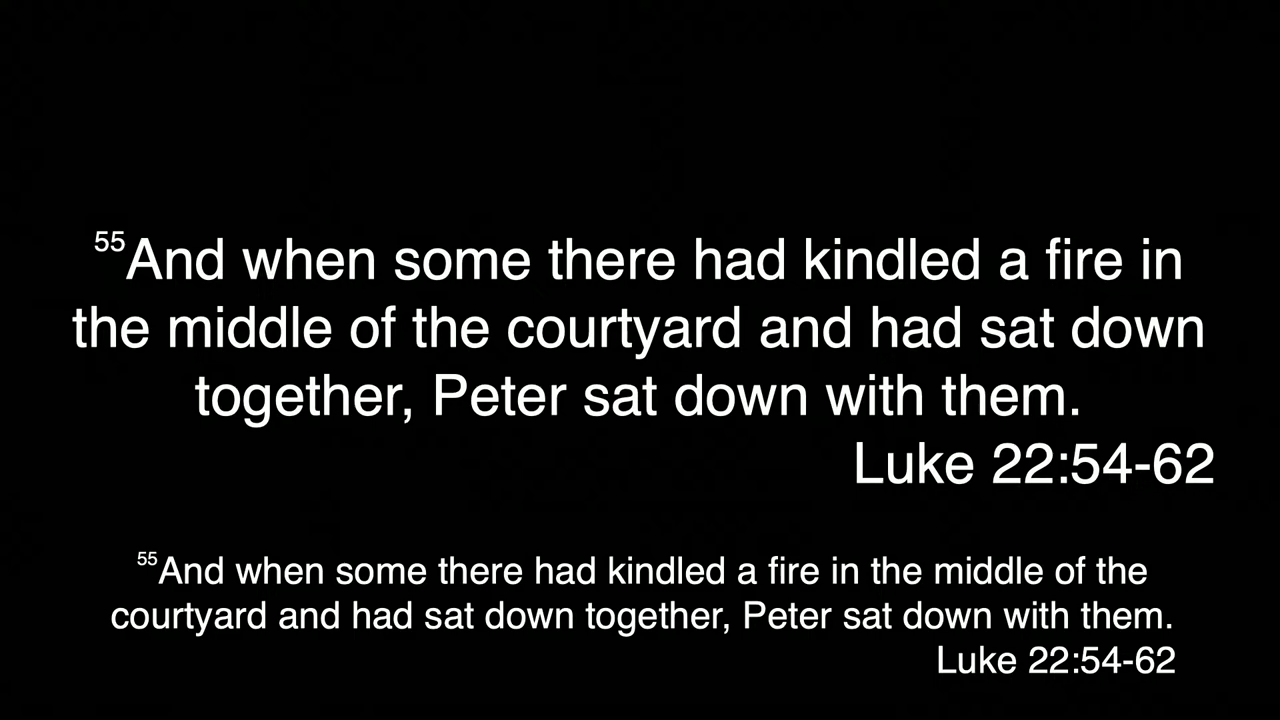 55And when some there had kindled a fire in
the middle of the courtyard and had sat down
together, Peter sat down with them.
Luke 22:54-62
55And when some there had kindled a fire in the middle of the
courtyard and had sat down together, Peter sat down with them.
Luke 22:54-62